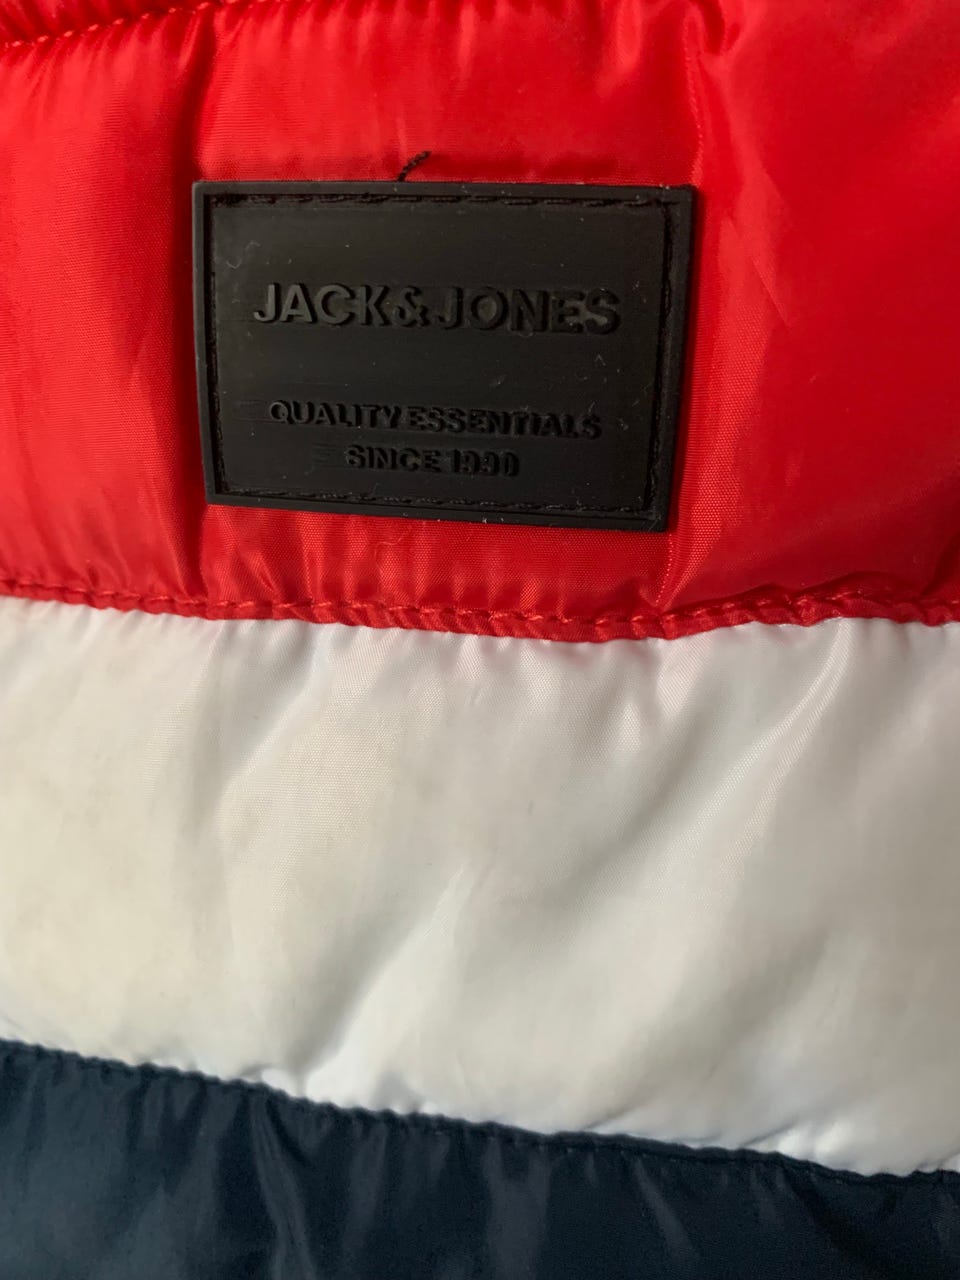 JACK&JONES
QUALITY ESSENTIALS
SINCE 1990